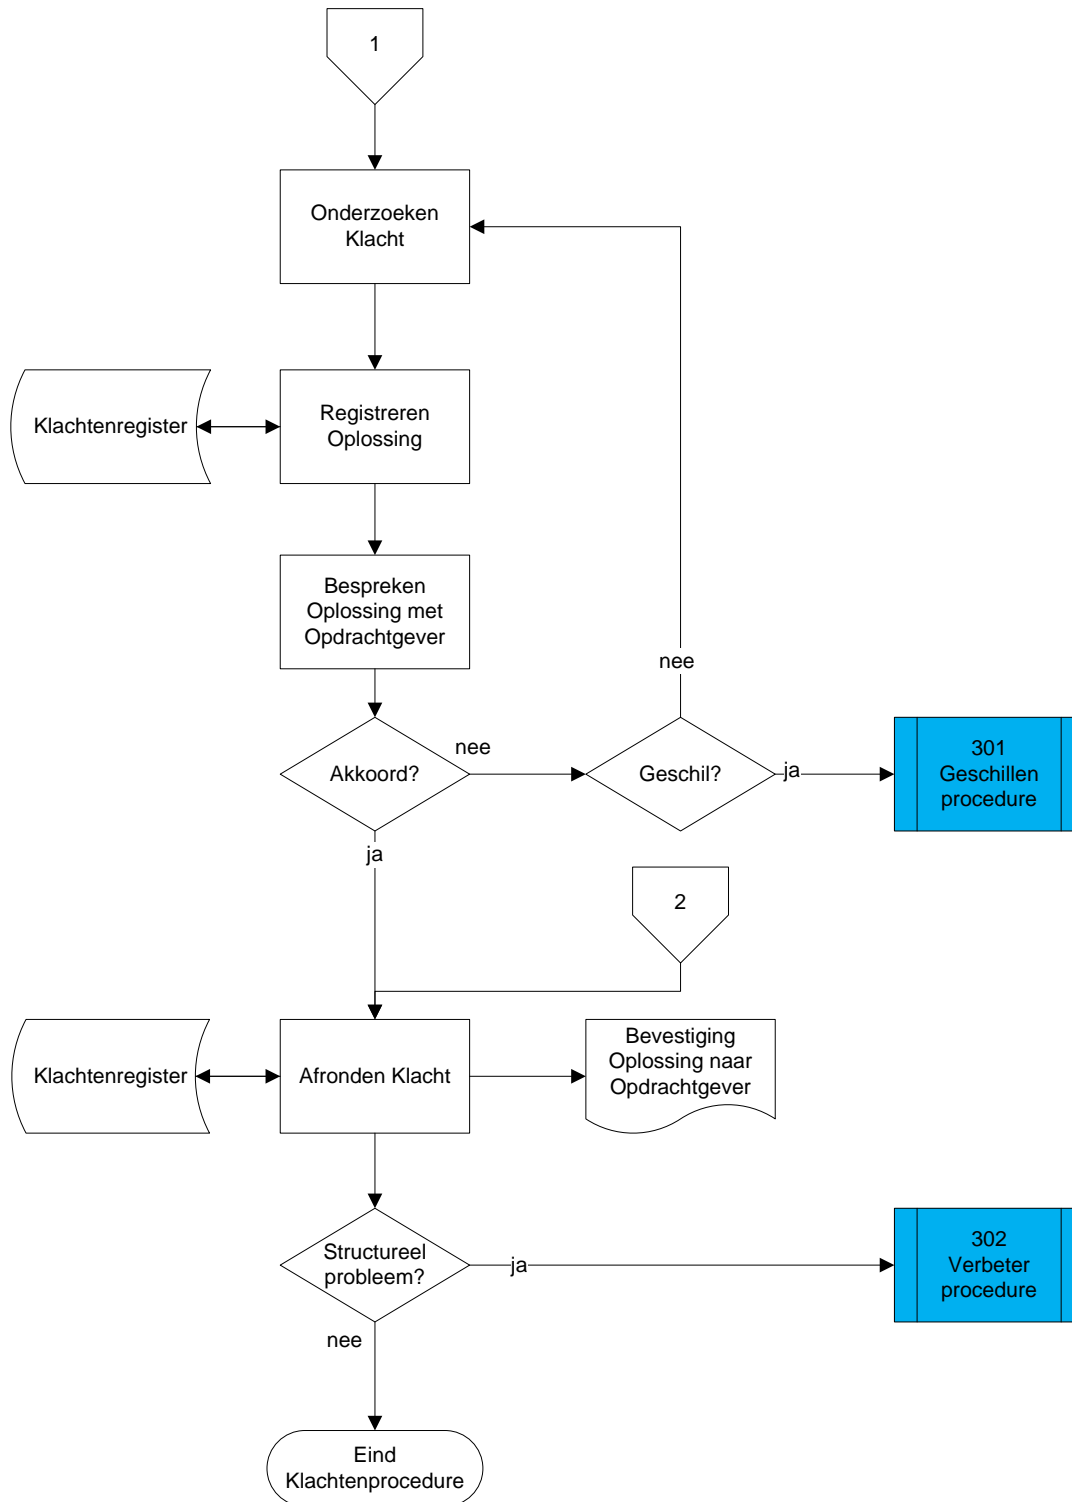 1
Onderzoeken
Klacht
Klachtenregister
Registreren
Oplossing
Bespreken
Oplossing met
Opdrachtgever
nee
Akkoord?
nee
Geschil?
ja
301
Geschillen
procedure
ja
2
Klachtenregister
Afronden Klacht
Bevestiging
Oplossing naar
Opdrachtgever
Structureel
probleem?
ja
302
Verbeter
procedure
nee
Eind
Klachtenprocedure